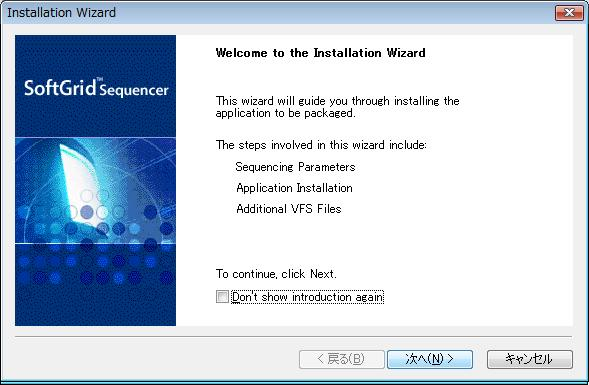 Installation Wizard
SoftGrid™ Sequencer
Welcome to the Installation Wizard
This wizard will guide you through installing the
application to be packaged.
The steps involved in this wizard include:
Sequencing Parameters
Application Installation
Additional VFS Files
To continue, click Next.
Don't show introduction again
< 戻る(B)
次へ(N) >
キャンセル